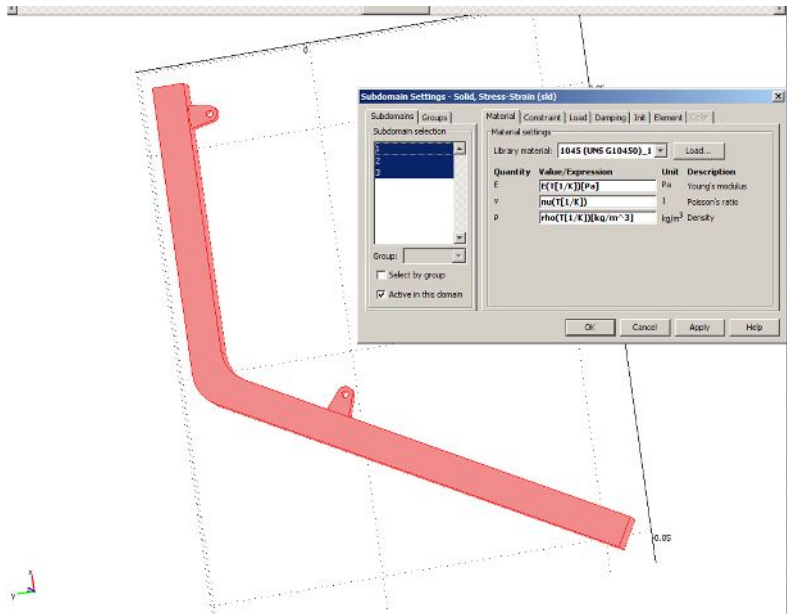 0
0.05
Subdomain Settings - Solid, Stress-Strain (sld)
Subdomains Groups
Subdomain selection
1
2
3
Group:
Select by group
Active in this domain
Material Constraint Load Damping Init Element Color
Material settings
Library material: 1045 (UNS G10450)_1 Load...
Quantity Value/Expression Unit Description
E E(T[1/K])[Pa] Pa Young's modulus
ν nu(T[1/K]) 1 Poisson's ratio
ρ rho(T[1/K])[kg/m^3] kg/m³ Density
OK Cancel Apply Help
0.05
x
y